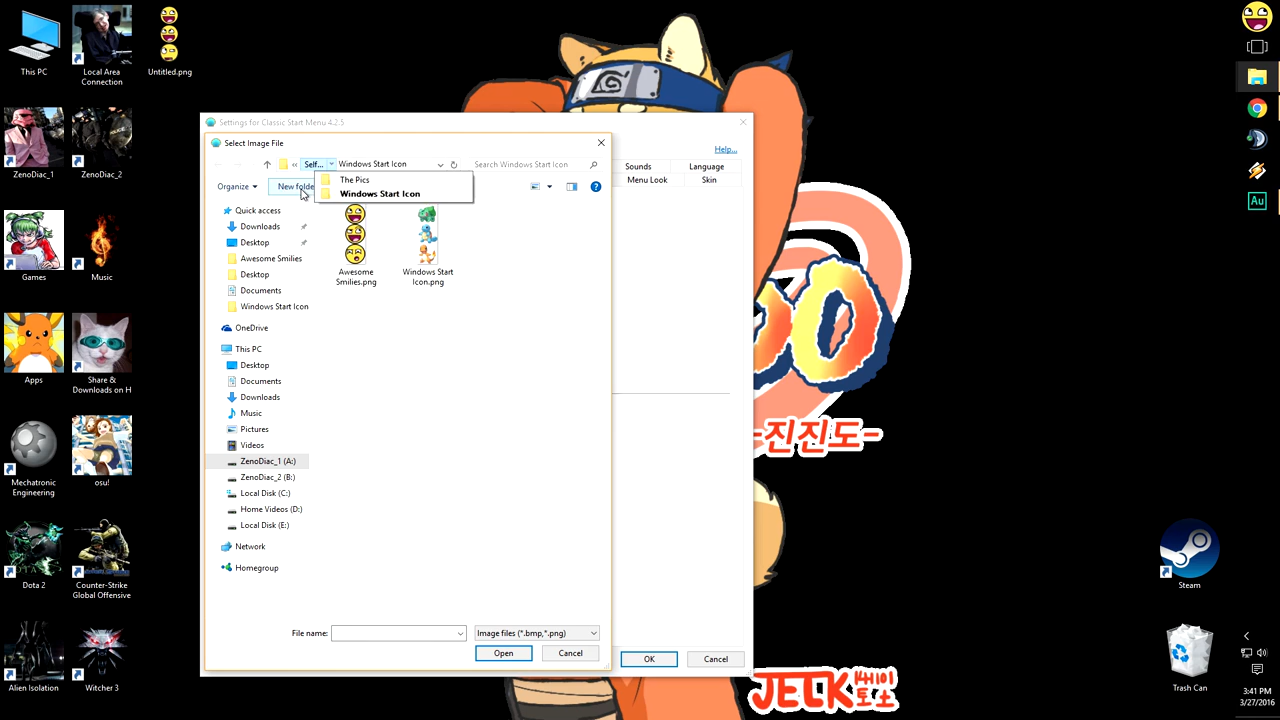 This PC
Local Area
Connection
Untitled.png
ZenoDiac_1
ZenoDiac_2
Games
Music
Apps
Share &
Downloads on H
Mechatronic
Engineering
osu!
Dota 2
Counter-Strike
Global Offensive
Alien Isolation
Witcher 3
Settings for Classic Start Menu 4.2.5
Help...
Sounds
Language
Menu Look
Skin
OK
Cancel
Select Image File
« Self... Windows Start Icon
Search Windows Start Icon
Organize
New folde
The Pics
Windows Start Icon
Quick access
Downloads
Desktop
Awesome Smilies
Desktop
Documents
Windows Start Icon
OneDrive
This PC
Desktop
Documents
Downloads
Music
Pictures
Videos
ZenoDiac_1 (A:)
ZenoDiac_2 (B:)
Local Disk (C:)
Home Videos (D:)
Local Disk (E:)
Network
Homegroup
Awesome
Smilies.png
Windows Start
Icon.png
File name:
Image files (*.bmp,*.png)
Open
Cancel
-진진도-
Au
Steam
Trash Can
3:41 PM
3/27/2016